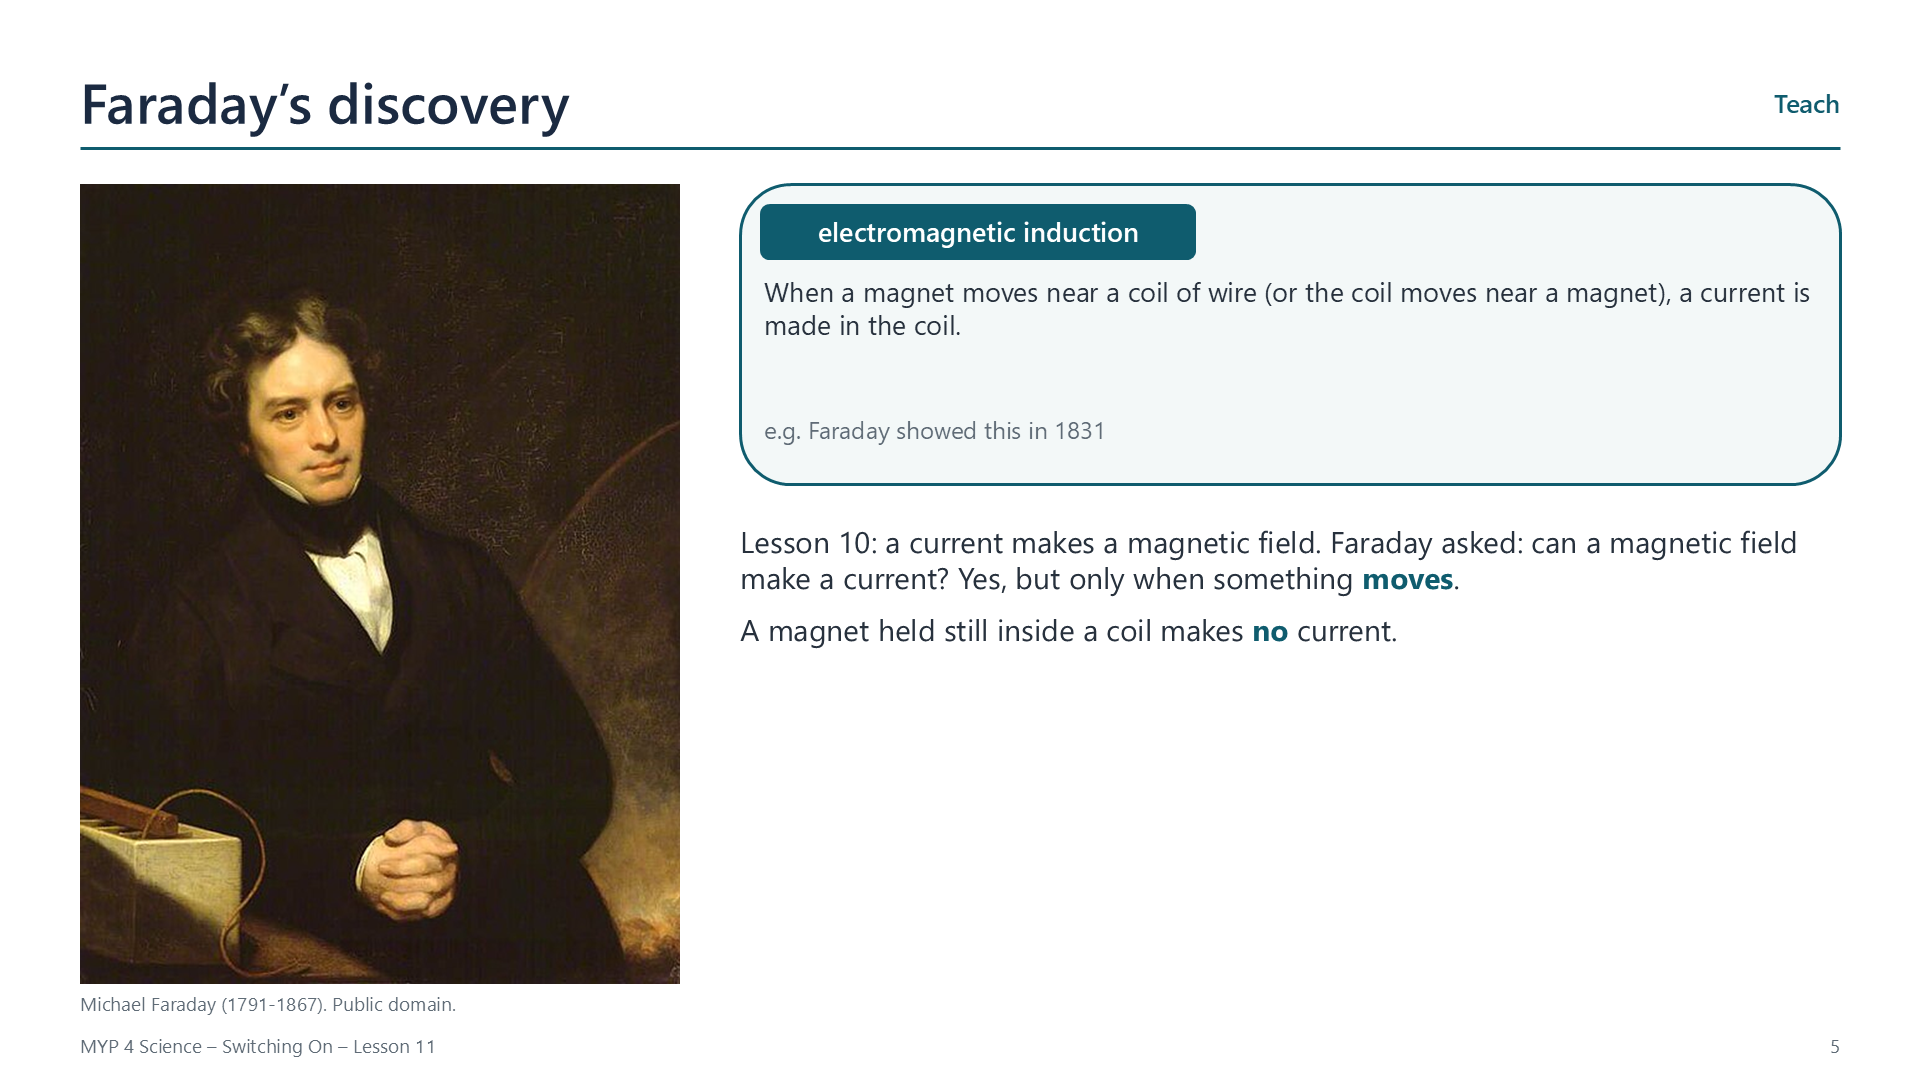 Faraday’s discovery
Teach
electromagnetic induction
When a magnet moves near a coil of wire (or the coil moves near a magnet), a current is
made in the coil.
e.g. Faraday showed this in 1831
Lesson 10: a current makes a magnetic field. Faraday asked: can a magnetic field
make a current? Yes, but only when something moves.
A magnet held still inside a coil makes no current.
Michael Faraday (1791-1867). Public domain.
MYP 4 Science – Switching On – Lesson 11
5